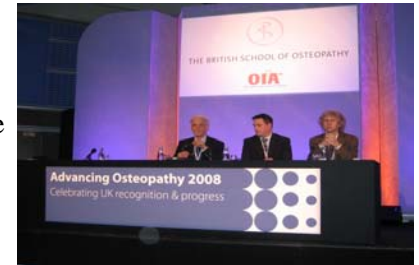 THE BRITISH SCHOOL OF OSTEOPATHY
OIA
Advancing Osteopathy 2008
Celebrating UK recognition & progress
e